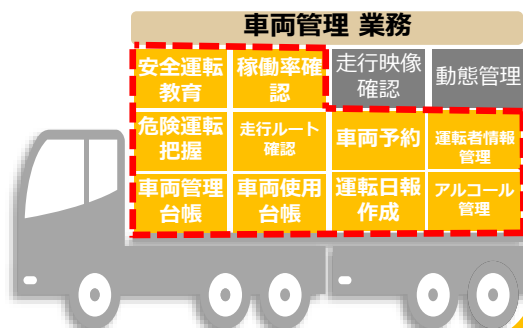 車両管理 業務
安全運転
教育
稼働率確
認
走行映像
確認
動態管理
危険運転
把握
走行ルート
確認
車両予約
運転者情報
管理
車両管理
台帳
車両使用
台帳
運転日報
作成
アルコール
管理